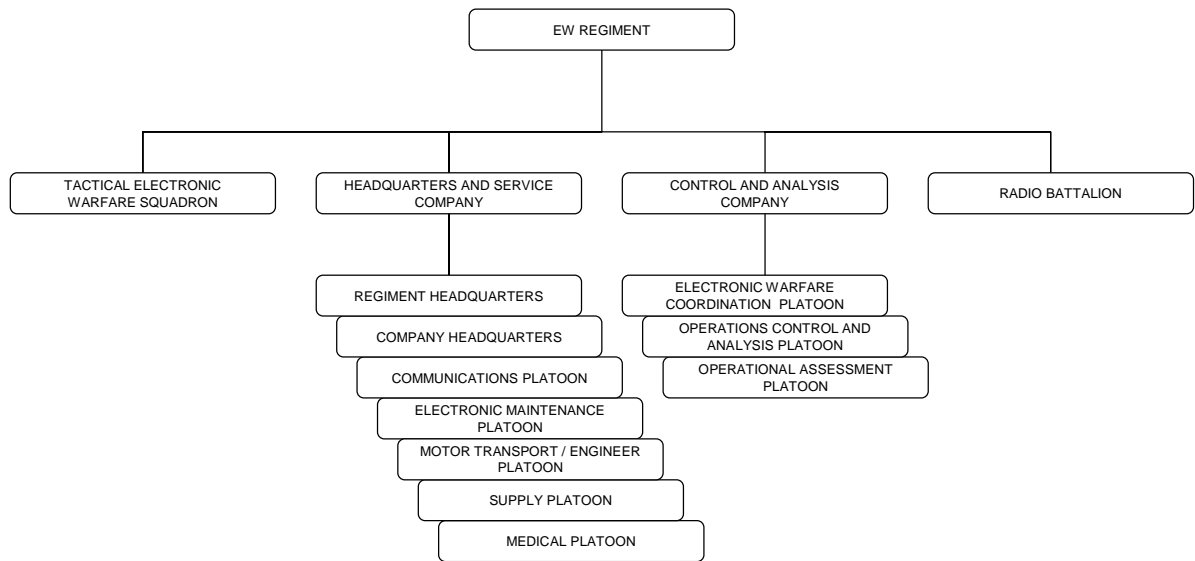 EW REGIMENT
TACTICAL ELECTRONIC
WARFARE SQUADRON
HEADQUARTERS AND SERVICE
COMPANY
CONTROL AND ANALYSIS
COMPANY
RADIO BATTALION
REGIMENT HEADQUARTERS
COMPANY HEADQUARTERS
COMMUNICATIONS PLATOON
ELECTRONIC MAINTENANCE
PLATOON
MOTOR TRANSPORT / ENGINEER
PLATOON
SUPPLY PLATOON
MEDICAL PLATOON
ELECTRONIC WARFARE
COORDINATION PLATOON
OPERATIONS CONTROL AND
ANALYSIS PLATOON
OPERATIONAL ASSESSMENT
PLATOON